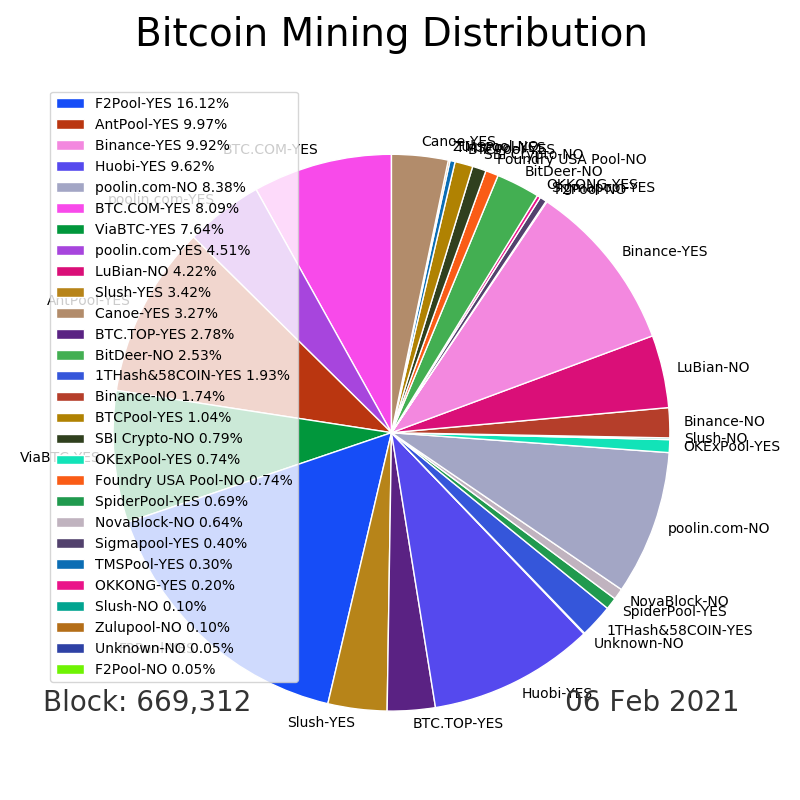 Bitcoin Mining Distribution
F2Pool-YES 16.12%
AntPool-YES 9.97%
Binance-YES 9.92%
Huobi-YES 9.62%
poolin.com-NO 8.38%
BTC.COM-YES 8.09%
ViaBTC-YES 7.64%
poolin.com-YES 4.51%
LuBian-NO 4.22%
Slush-YES 3.42%
Canoe-YES 3.27%
BTC.TOP-YES 2.78%
BitDeer-NO 2.53%
1THash&58COIN-YES 1.93%
Binance-NO 1.74%
BTCPool-YES 1.04%
SBI Crypto-NO 0.79%
OKExPool-YES 0.74%
Foundry USA Pool-NO 0.74%
SpiderPool-YES 0.69%
NovaBlock-NO 0.64%
Sigmapool-YES 0.40%
TMSPool-YES 0.30%
OKKONG-YES 0.20%
Slush-NO 0.10%
Zulupool-NO 0.10%
Unknown-NO 0.05%
F2Pool-NO 0.05%
Canoe-YES
Foundry USA Pool-NO
BitDeer-NO
OKKONG-YES
Binance-YES
LuBian-NO
Binance-NO
Slush-NO
OKExPool-YES
poolin.com-NO
NovaBlock-NO
SpiderPool-YES
1THash&58COIN-YES
Unknown-NO
Huobi-YES
BTC.TOP-YES
Slush-YES
ViaBTC-YES
AntPool-YES
poolin.com-YES
BTC.COM-YES
Block: 669,312
06 Feb 2021